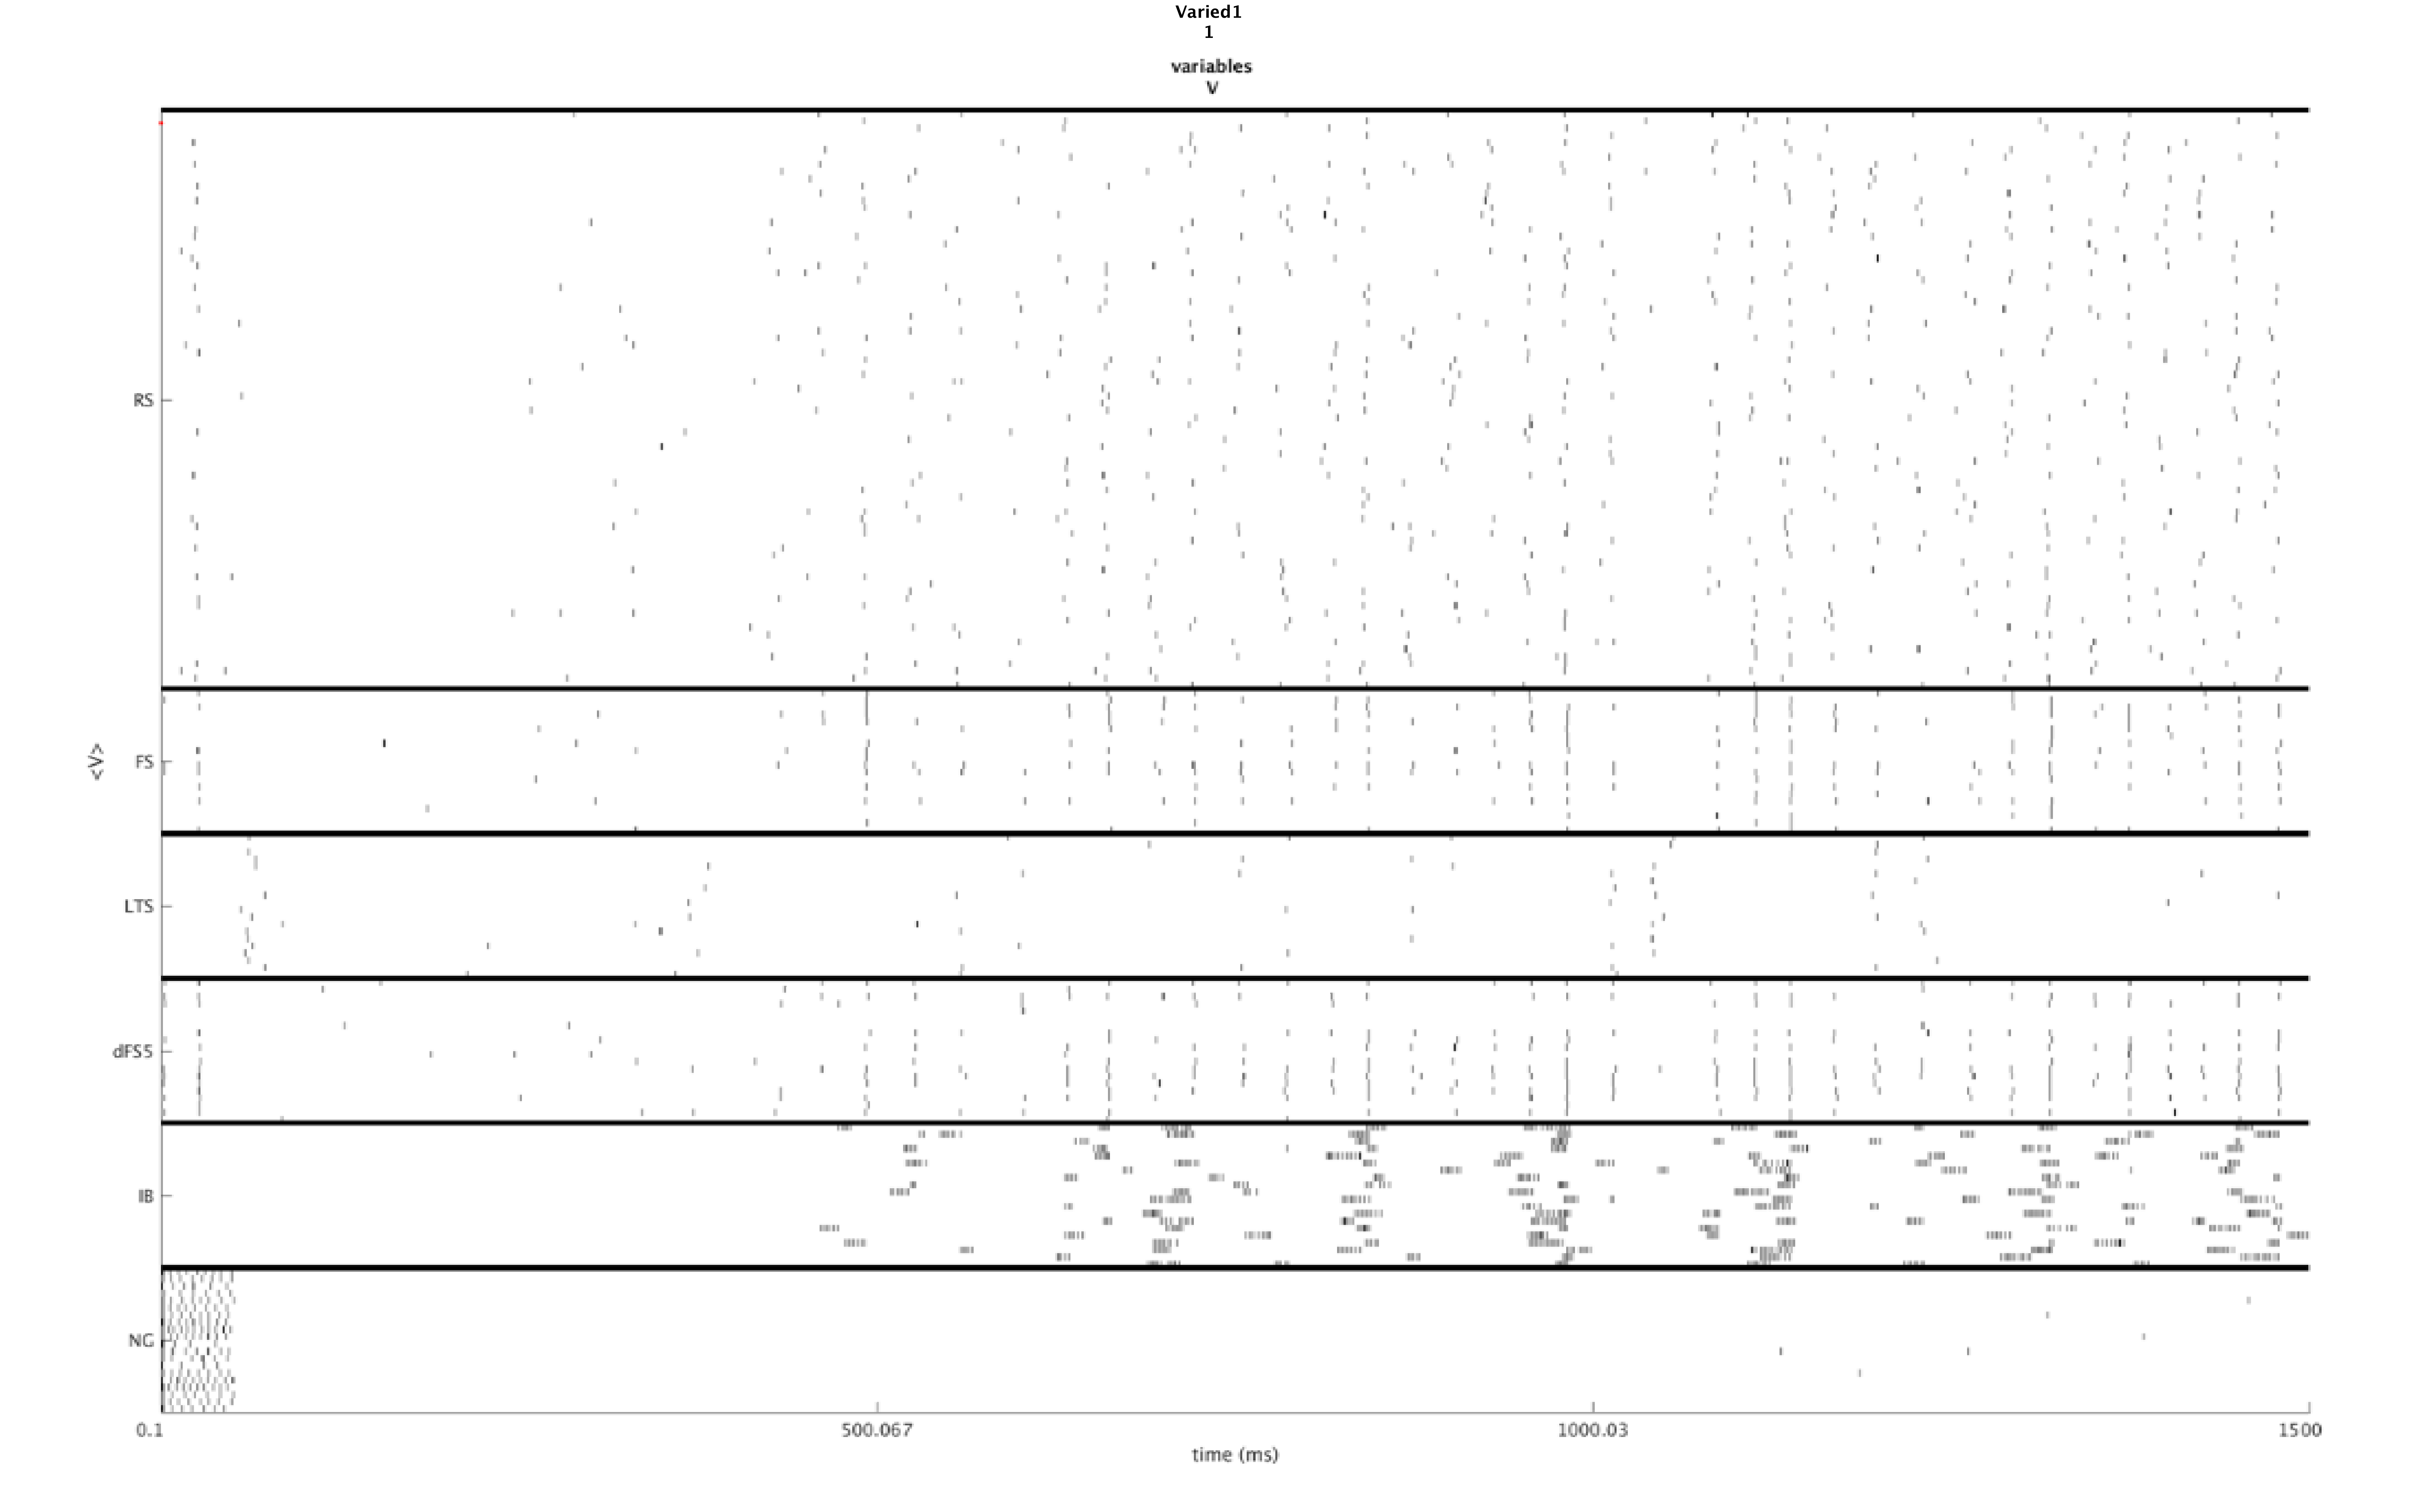 Varied1
1
variables
V
RS
FS
LTS
dFS5
IB
NG
<V>
0.1
500.067
1000.03
1500
time (ms)